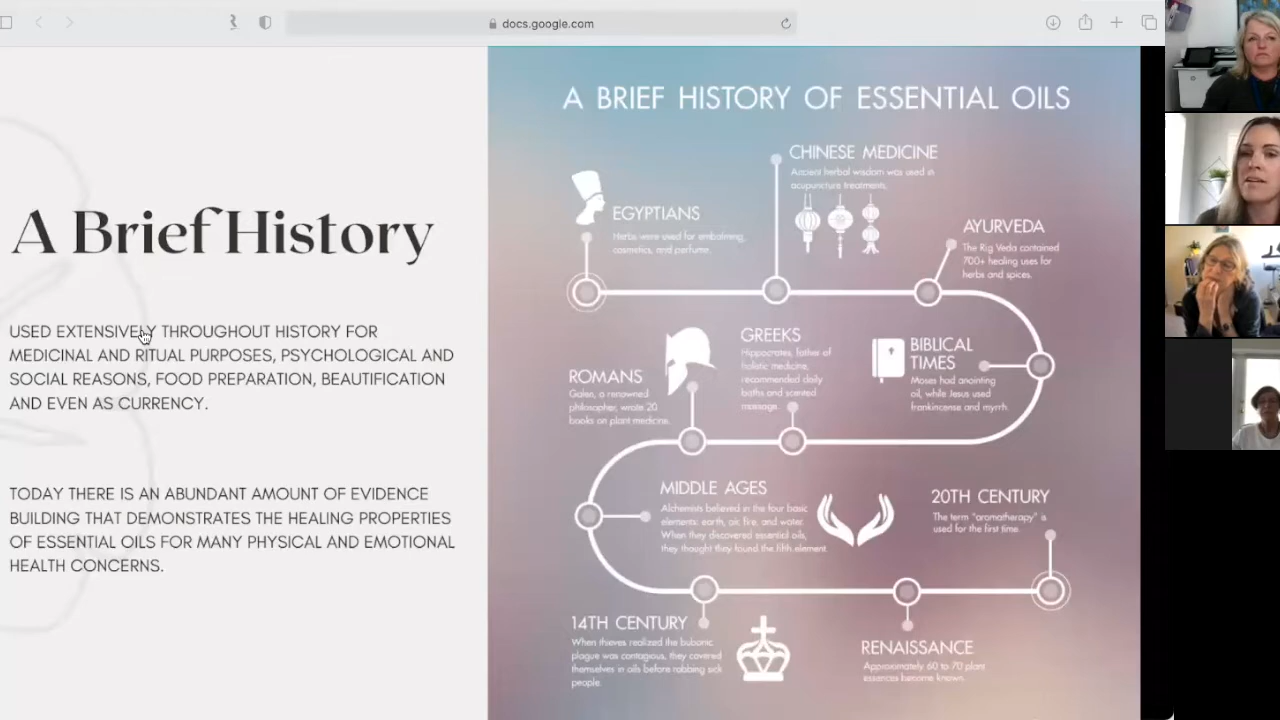 docs.google.com
A Brief History
USED EXTENSIVELY THROUGHOUT HISTORY FOR
MEDICINAL AND RITUAL PURPOSES, PSYCHOLOGICAL AND
SOCIAL REASONS, FOOD PREPARATION, BEAUTIFICATION
AND EVEN AS CURRENCY.
TODAY THERE IS AN ABUNDANT AMOUNT OF EVIDENCE
BUILDING THAT DEMONSTRATES THE HEALING PROPERTIES
OF ESSENTIAL OILS FOR MANY PHYSICAL AND EMOTIONAL
HEALTH CONCERNS.
A BRIEF HISTORY OF ESSENTIAL OILS
EGYPTIANS
Herbs were used for embalming,
cosmetics, and perfume.
CHINESE MEDICINE
Ancient herbal wisdom was used in
acupuncture treatments.
AYURVEDA
The Rig Veda contained
700+ healing uses for
herbs and spices.
BIBLICAL
TIMES
Moses had anointing
oil, while Jesus used
frankincense and myrrh.
GREEKS
Hippocrates, father of
holistic medicine,
recommended daily
baths and scented
massage.
ROMANS
Galen, a renowned
philosopher, wrote 20
books on plant medicine.
MIDDLE AGES
Alchemists believed in the four basic
elements: earth, air, fire, and water.
When they discovered essential oils,
they thought they found the fifth element.
14TH CENTURY
When thieves realized the bubonic
plague was contagious, they covered
themselves in oils before robbing sick
people.
RENAISSANCE
Approximately 60 to 70 plant
essences become known.
20TH CENTURY
The term "aromatherapy" is
used for the first time.